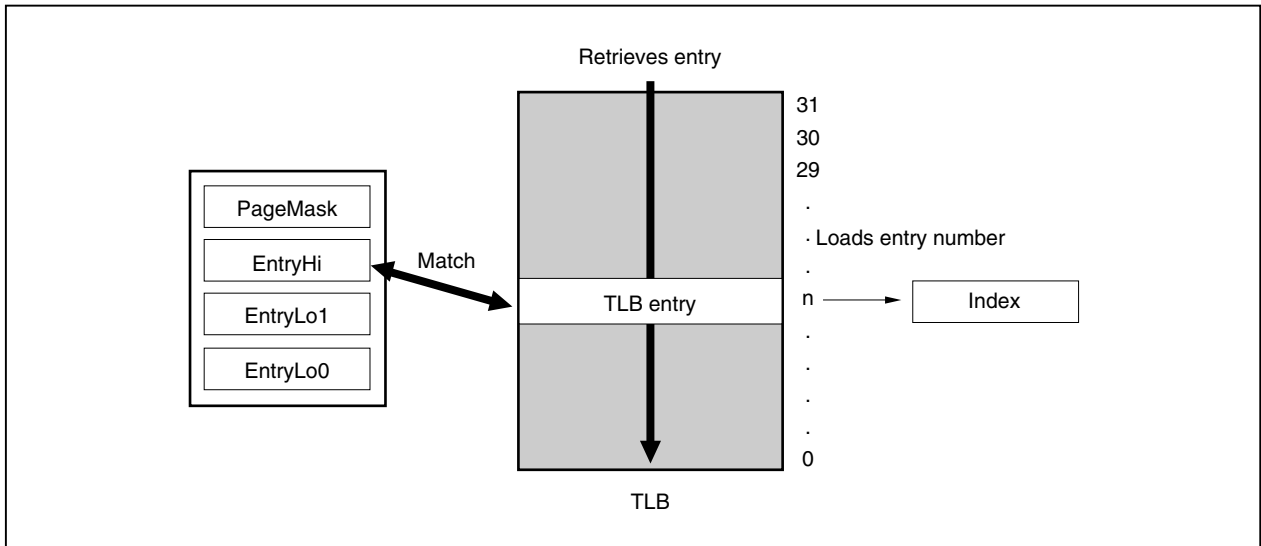 Retrieves entry
31
30
29
.
. Loads entry number
.
PageMask
EntryHi
EntryLo1
EntryLo0
Match
TLB entry
n
Index
.
.
.
.
0
TLB